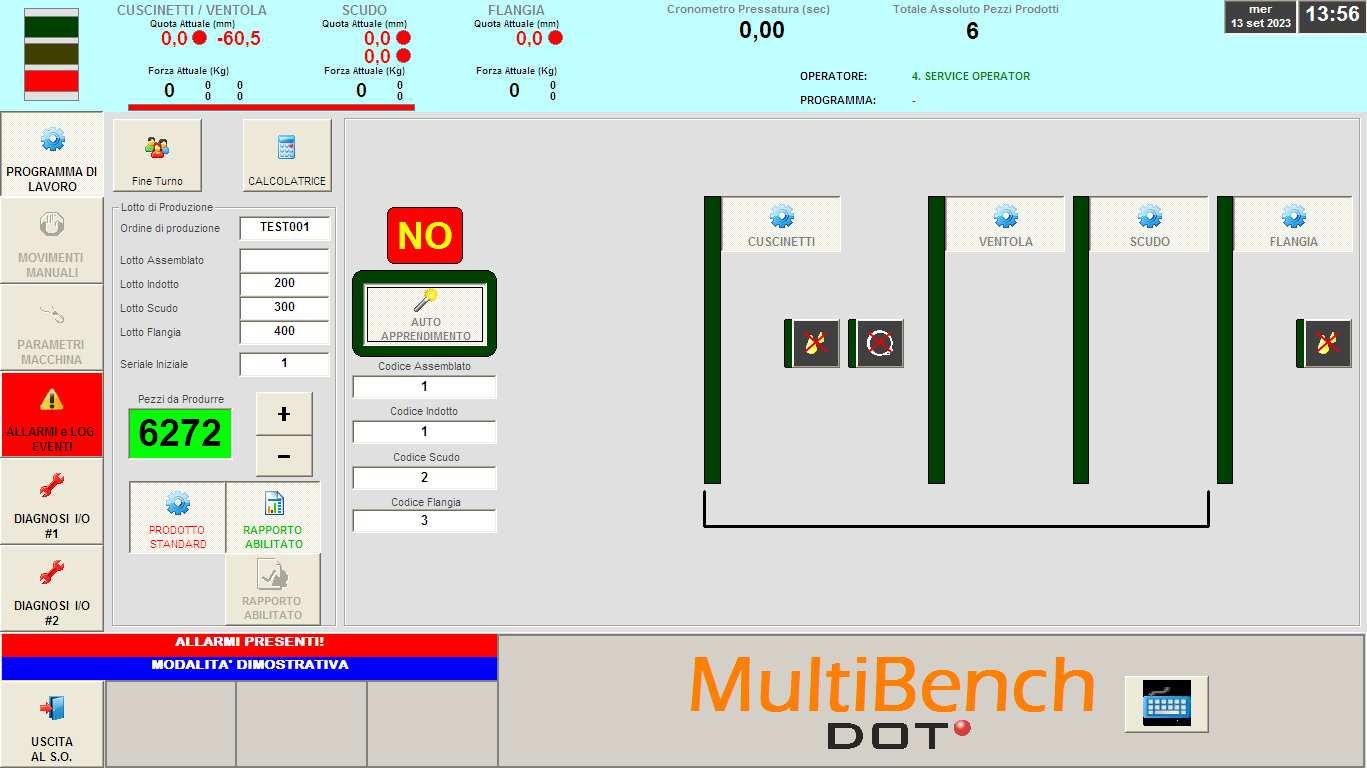 CUSCINETTI / VENTOLA
Quota Attuale (mm)
0,0 -60,5
Forza Attuale (Kg)
0 0 0
0 0
SCUDO
Quota Attuale (mm)
0,0
0,0
Forza Attuale (Kg)
0 0
0
FLANGIA
Quota Attuale (mm)
0,0
Forza Attuale (Kg)
0 0
0
Cronometro Pressatura (sec)
0,00
Totale Assoluto Pezzi Prodotti
6
OPERATORE: 4. SERVICE OPERATOR
PROGRAMMA: -
mer
13 set 2023
13:56
PROGRAMMA DI
LAVORO
MOVIMENTI
MANUALI
PARAMETRI
MACCHINA
ALLARMI e LOG
EVENTI
DIAGNOSI I/O
#1
DIAGNOSI I/O
#2
Fine Turno
CALCOLATRICE
Lotto di Produzione
Ordine di produzione TEST001
Lotto Assemblato
Lotto Indotto 200
Lotto Scudo 300
Lotto Flangia 400
Seriale Iniziale 1
Pezzi da Produrre
6272
+
−
PRODOTTO
STANDARD
RAPPORTO
ABILITATO
RAPPORTO
ABILITATO
NO
AUTO
APPRENDIMENTO
Codice Assemblato
1
Codice Indotto
1
Codice Scudo
2
Codice Flangia
3
CUSCINETTI
VENTOLA
SCUDO
FLANGIA
ALLARMI PRESENTI!
MODALITA' DIMOSTRATIVA
USCITA
AL S.O.
MultiBench
DOT